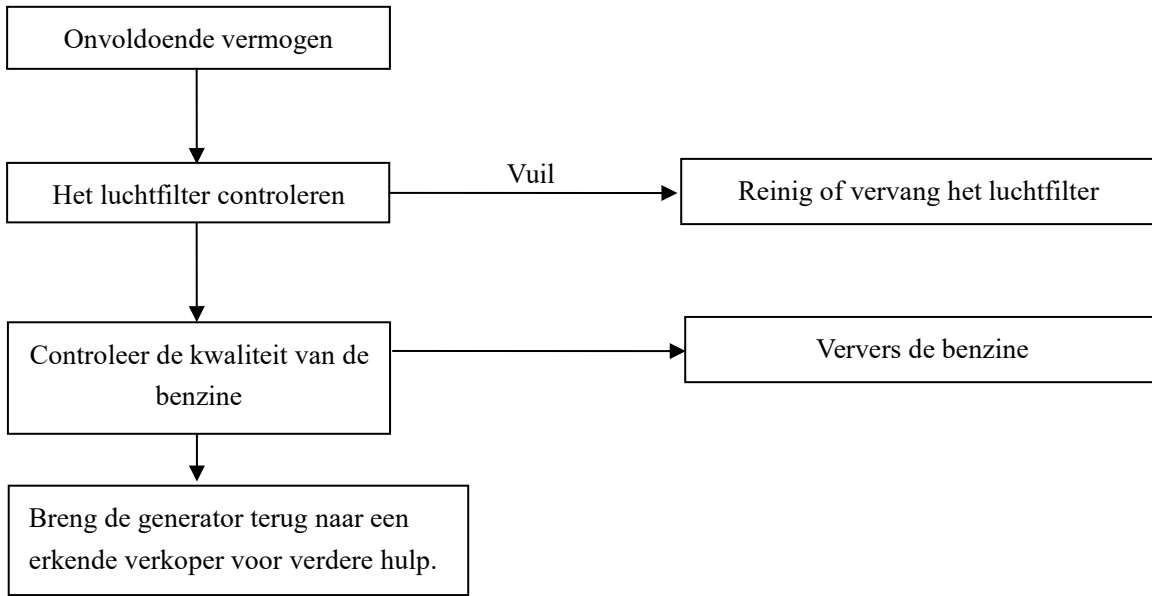 Onvoldoende vermogen
Het luchtfilter controleren
Vuil
Reinig of vervang het luchtfilter
Controleer de kwaliteit van de
benzine
Ververs de benzine
Breng de generator terug naar een
erkende verkoper voor verdere hulp.